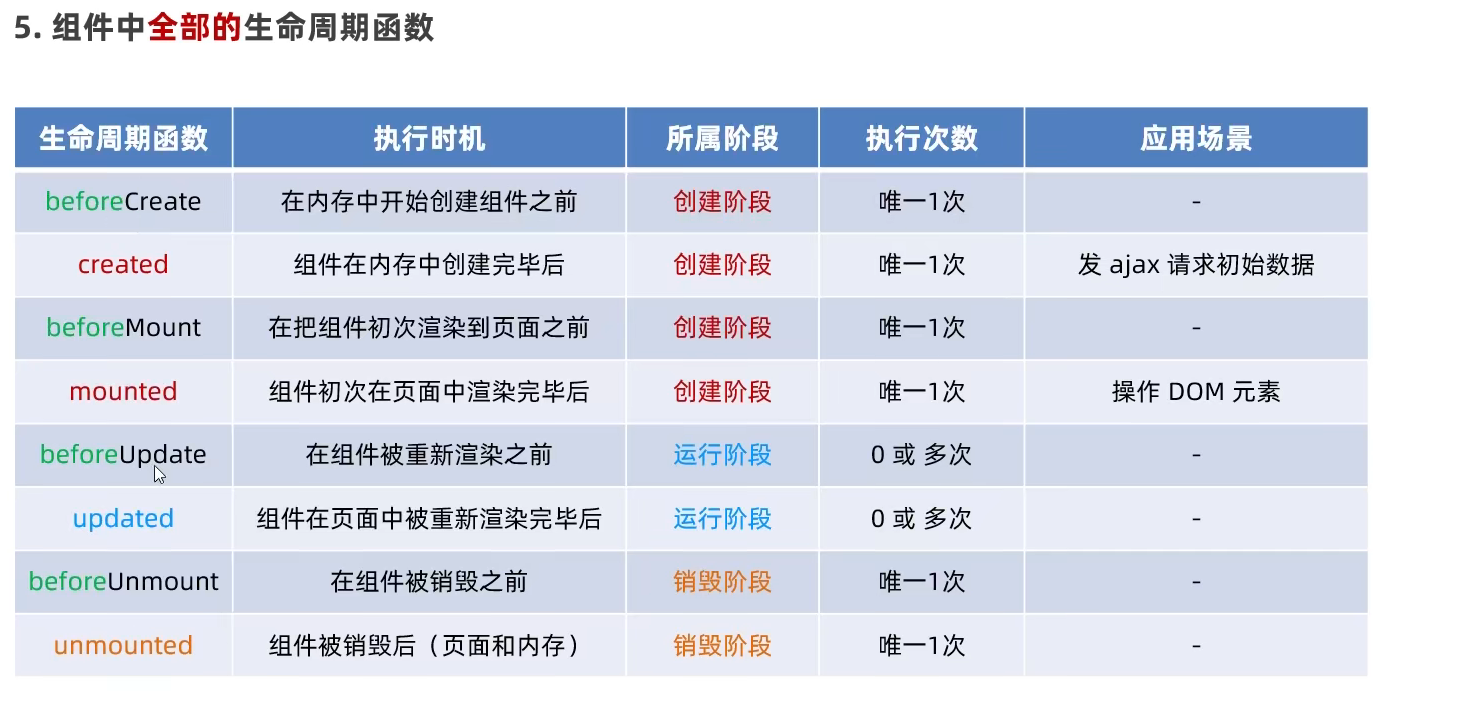 5. 组件中全部的生命周期函数
生命周期函数 执行时机 所属阶段 执行次数 应用场景
beforeCreate 在内存中开始创建组件之前 创建阶段 唯一1次 -
created 组件在内存中创建完毕后 创建阶段 唯一1次 发 ajax 请求初始数据
beforeMount 在把组件初次渲染到页面之前 创建阶段 唯一1次 -
mounted 组件初次在页面中渲染完毕后 创建阶段 唯一1次 操作 DOM 元素
beforeUpdate 在组件被重新渲染之前 运行阶段 0 或 多次 -
updated 组件在页面中被重新渲染完毕后 运行阶段 0 或 多次 -
beforeUnmount 在组件被销毁之前 销毁阶段 唯一1次 -
unmounted 组件被销毁后（页面和内存） 销毁阶段 唯一1次 -